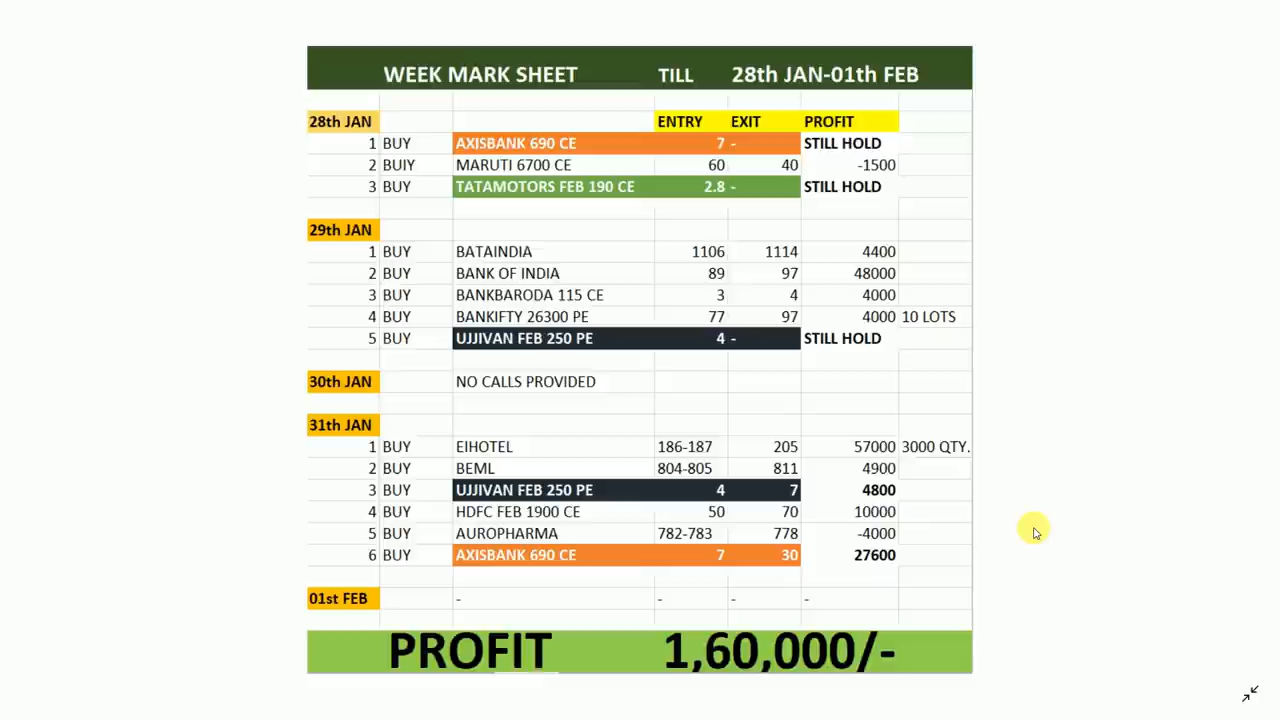 WEEK MARK SHEET TILL 28th JAN-01th FEB
28th JAN ENTRY EXIT PROFIT
1 BUY AXISBANK 690 CE 7 - STILL HOLD
2 BUIY MARUTI 6700 CE 60 40 -1500
3 BUY TATAMOTORS FEB 190 CE 2.8 - STILL HOLD
29th JAN
1 BUY BATAINDIA 1106 1114 4400
2 BUY BANK OF INDIA 89 97 48000
3 BUY BANKBARODA 115 CE 3 4 4000
4 BUY BANKIFTY 26300 PE 77 97 4000 10 LOTS
5 BUY UJJIVAN FEB 250 PE 4 - STILL HOLD
30th JAN NO CALLS PROVIDED
31th JAN
1 BUY EIHOTEL 186-187 205 57000 3000 QTY.
2 BUY BEML 804-805 811 4900
3 BUY UJJIVAN FEB 250 PE 4 7 4800
4 BUY HDFC FEB 1900 CE 50 70 10000
5 BUY AUROPHARMA 782-783 778 -4000
6 BUY AXISBANK 690 CE 7 30 27600
01st FEB - - - -
PROFIT 1,60,000/-